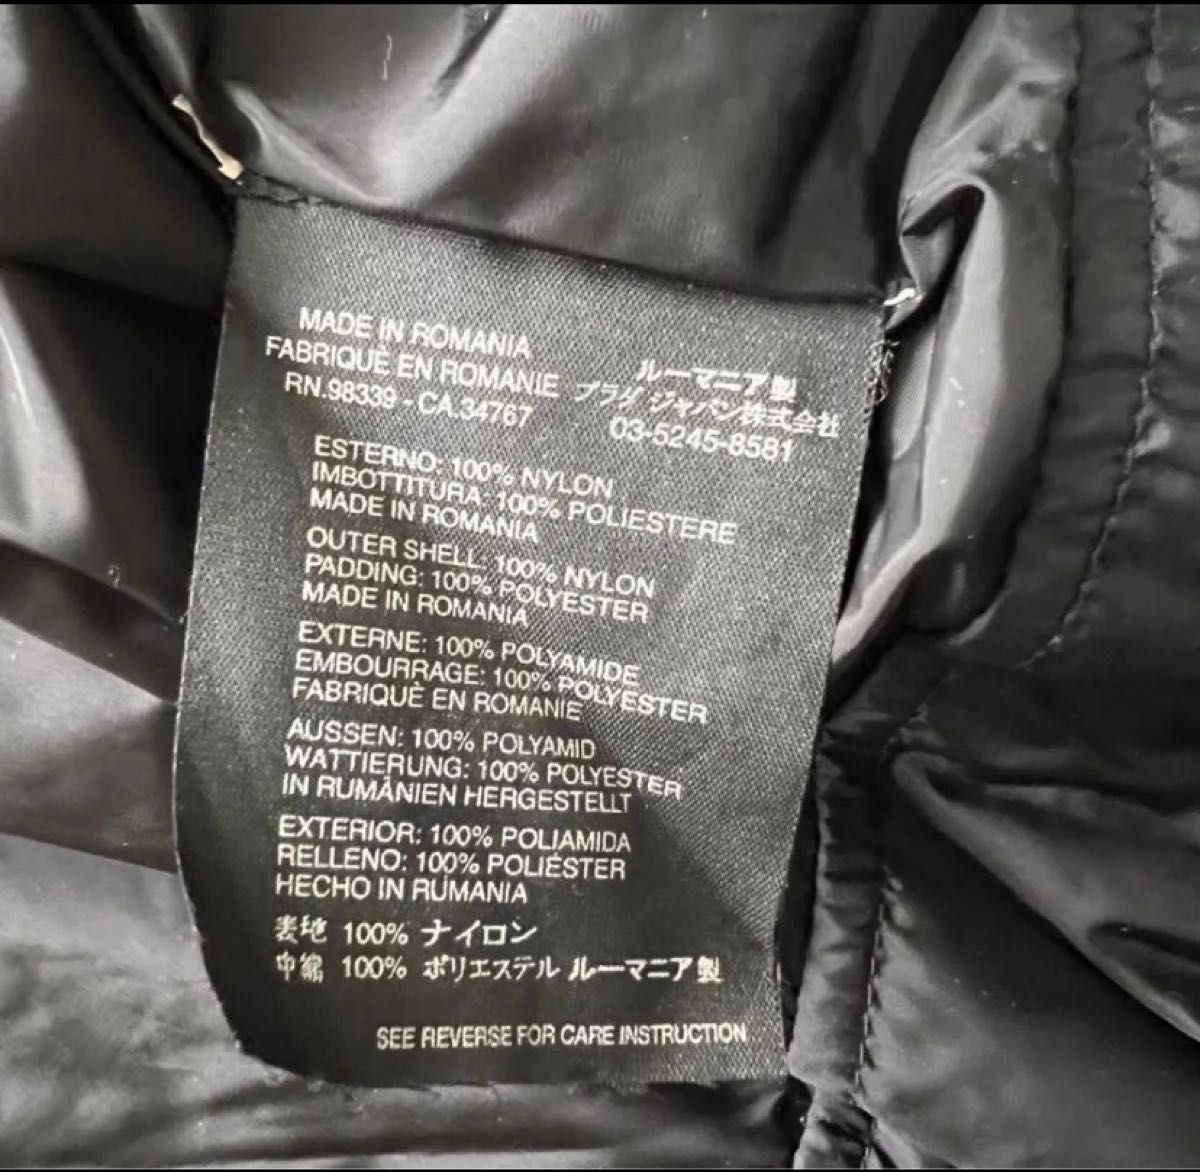 MADE IN ROMANIA
FABRIQUÉ EN ROMANIE
RN.98339 - CA.34767
ルーマニア製
プラダ ジャパン株式会社
03-5245-8581
ESTERNO: 100% NYLON
IMBOTTITURA: 100% POLIESTERE
MADE IN ROMANIA
OUTER SHELL: 100% NYLON
PADDING: 100% POLYESTER
MADE IN ROMANIA
EXTERNE: 100% POLYAMIDE
EMBOURRAGE: 100% POLYESTER
FABRIQUÉ EN ROMANIE
AUSSEN: 100% POLYAMID
WATTIERUNG: 100% POLYESTER
IN RUMÄNIEN HERGESTELLT
EXTERIOR: 100% POLIAMIDA
RELLENO: 100% POLIÉSTER
HECHO IN RUMANIA
表地 100% ナイロン
中綿 100% ポリエステル ルーマニア製
SEE REVERSE FOR CARE INSTRUCTION